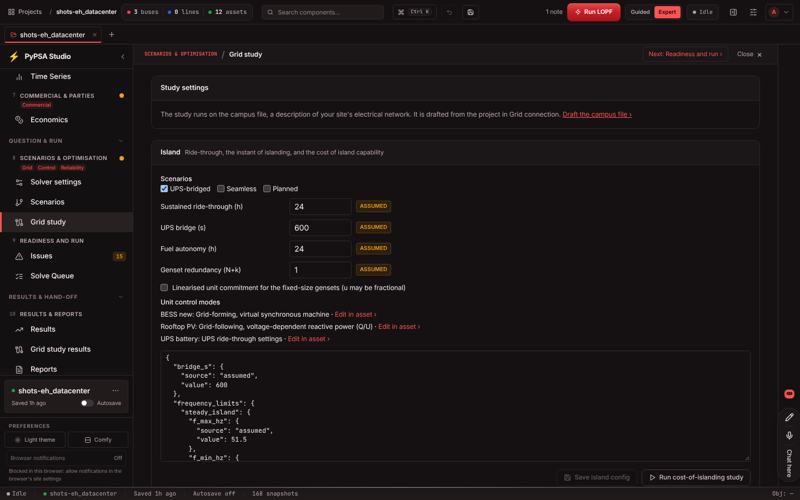 Projects / shots-eh_datacenter
3 buses 0 lines 12 assets
Search components...
⌘ Ctrl K
1 note
Run LOPF
Guided Expert
Idle
A
shots-eh_datacenter × +
PyPSA Studio
SCENARIOS & OPTIMISATION / Grid study
Next: Readiness and run ›
Close ×
Time Series
7 COMMERCIAL & PARTIES
Commercial
Economics
QUESTION & RUN
8 SCENARIOS & OPTIMISATION
Grid Control Reliability
Solver settings
Scenarios
Grid study
9 READINESS AND RUN
Issues 15
Solve Queue
RESULTS & HAND-OFF
10 RESULTS & REPORTS
Results
Grid study results
Reports
shots-eh_datacenter ···
Saved 1h ago Autosave
PREFERENCES
Light theme Comfy
Browser notifications Off
Blocked in this browser: allow notifications in the
browser's site settings
Study settings
The study runs on the campus file, a description of your site's electrical network. It is drafted from the project in Grid connection. Draft the campus file ›
Island Ride-through, the instant of islanding, and the cost of island capability
Scenarios
UPS-bridged Seamless Planned
Sustained ride-through (h) 24 ASSUMED
UPS bridge (s) 600 ASSUMED
Fuel autonomy (h) 24 ASSUMED
Genset redundancy (N+k) 1 ASSUMED
Linearised unit commitment for the fixed-size gensets (u may be fractional)
Unit control modes
BESS new: Grid-forming, virtual synchronous machine · Edit in asset ›
Rooftop PV: Grid-following, voltage-dependent reactive power (Q/U) · Edit in asset ›
UPS battery: UPS ride-through settings · Edit in asset ›
{
"bridge_s": {
"source": "assumed",
"value": 600
},
"frequency_limits": {
"steady_island": {
"f_max_hz": {
"source": "assumed",
"value": 51.5
},
"f_min_hz": {
Save island config
Run cost-of-islanding study
Chat here
Idle shots-eh_datacenter Saved 1h ago Autosave off 168 snapshots
Obj: —